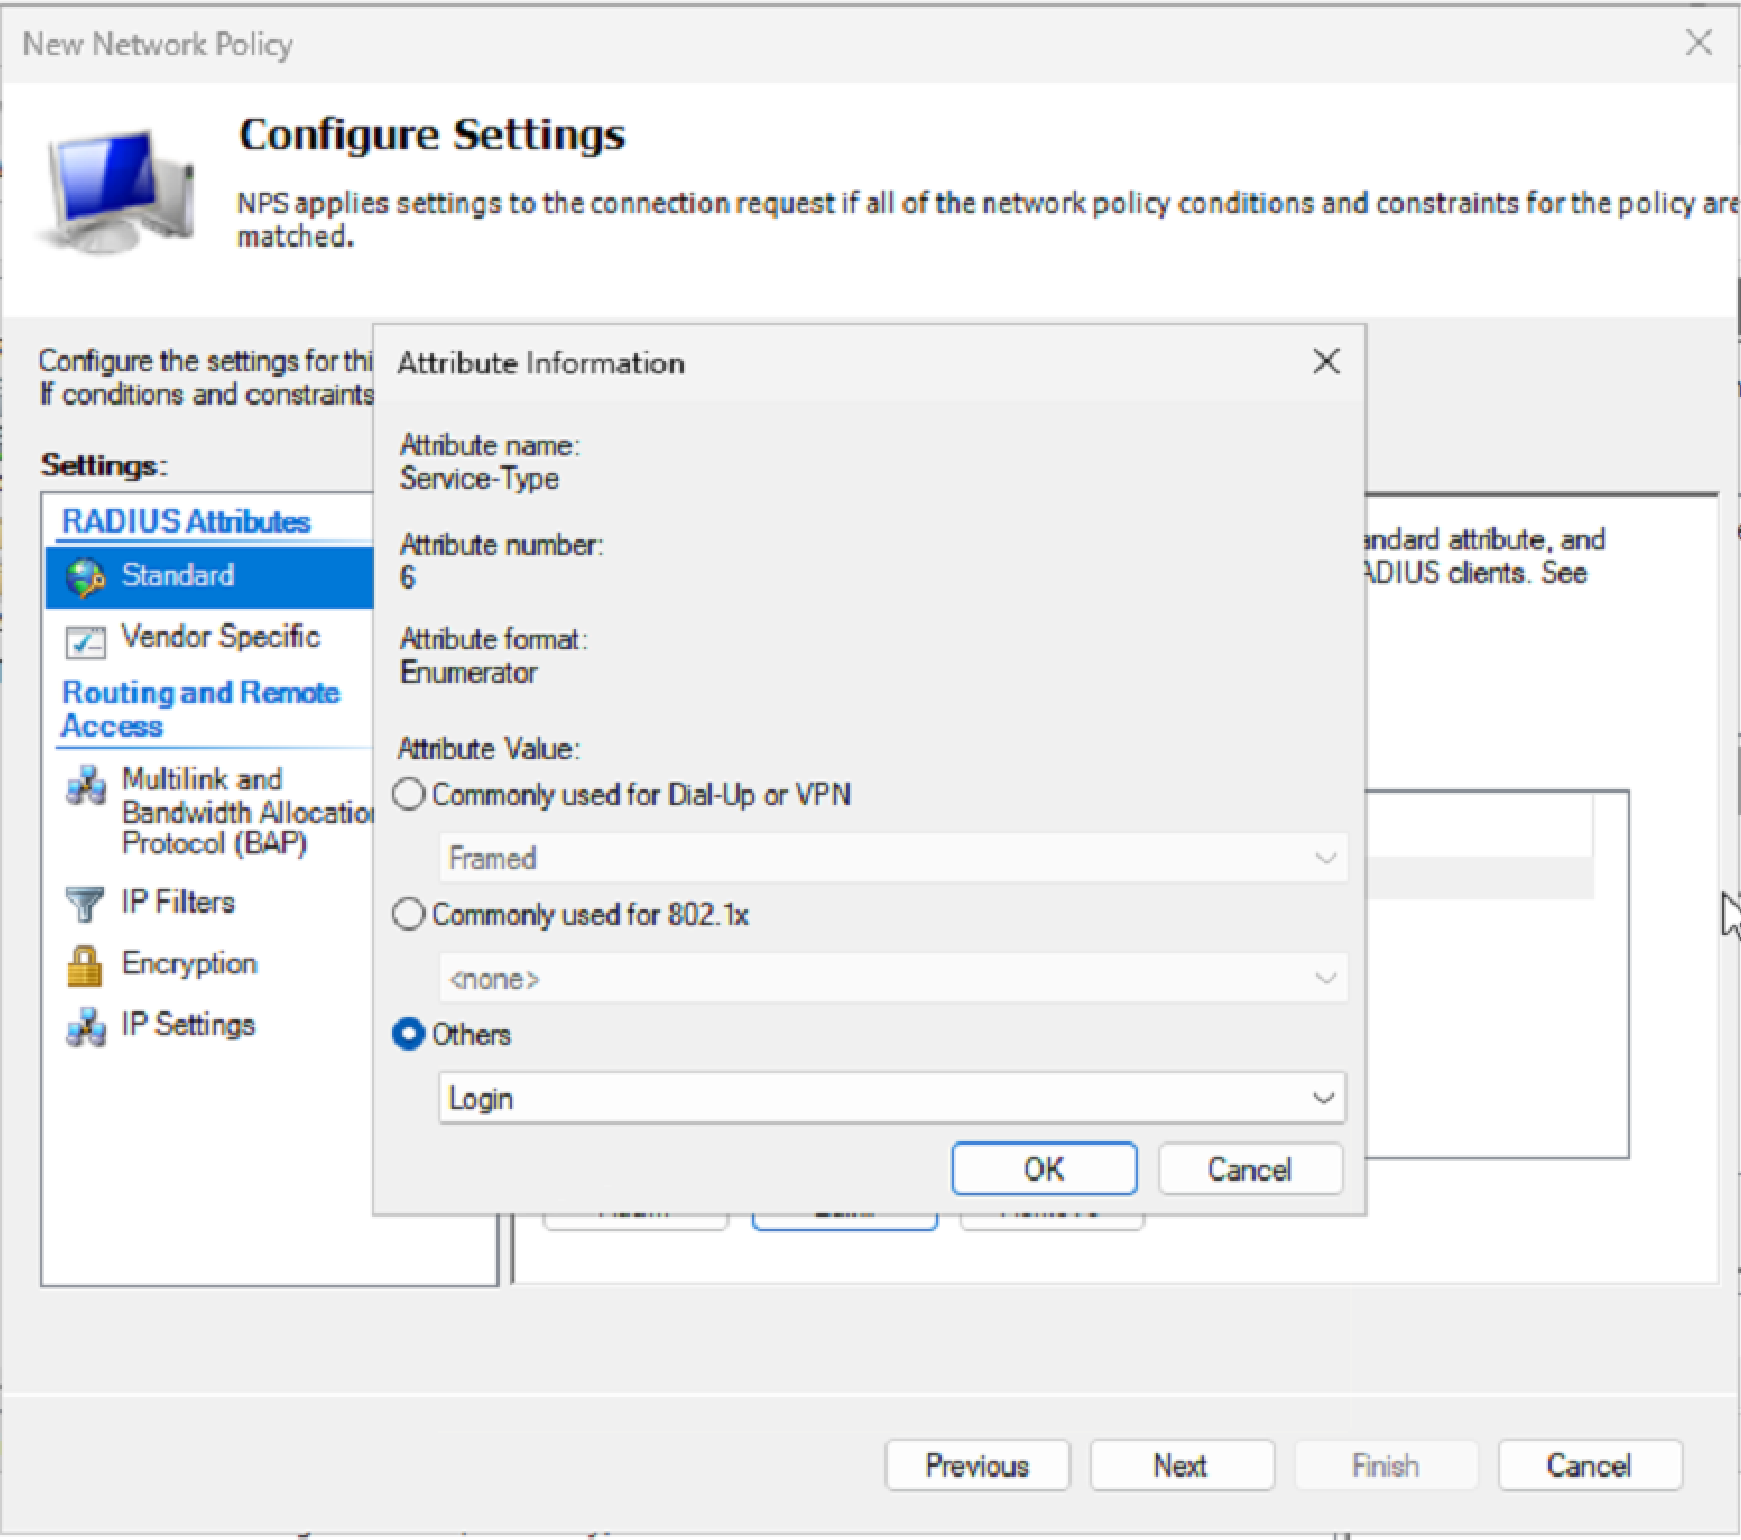 New Network Policy
Configure Settings
NPS applies settings to the connection request if all of the network policy conditions and constraints for the policy are
matched.
Configure the settings for thi
If conditions and constraints
Settings:
RADIUS Attributes
Standard
Vendor Specific
Routing and Remote
Access
Multilink and
Bandwidth Allocation
Protocol (BAP)
IP Filters
Encryption
IP Settings
Attribute Information
Attribute name:
Service-Type
Attribute number:
6
Attribute format:
Enumerator
Attribute Value:
Commonly used for Dial-Up or VPN
Framed
Commonly used for 802.1x
<none>
Others
Login
OK Cancel
andard attribute, and
ADIUS clients. See
Previous Next Finish Cancel